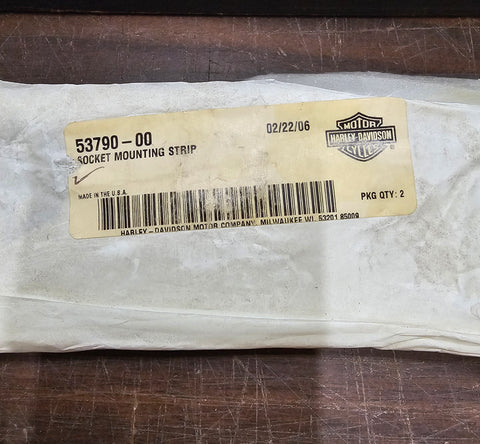 53790-00
02/22/06
SOCKET MOUNTING STRIP
MOTOR
HARLEY-DAVIDSON
CYCLES
MADE IN THE U.S.A.
PKG QTY: 2
HARLEY-DAVIDSON MOTOR COMPANY, MILWAUKEE WI, 53201 85009